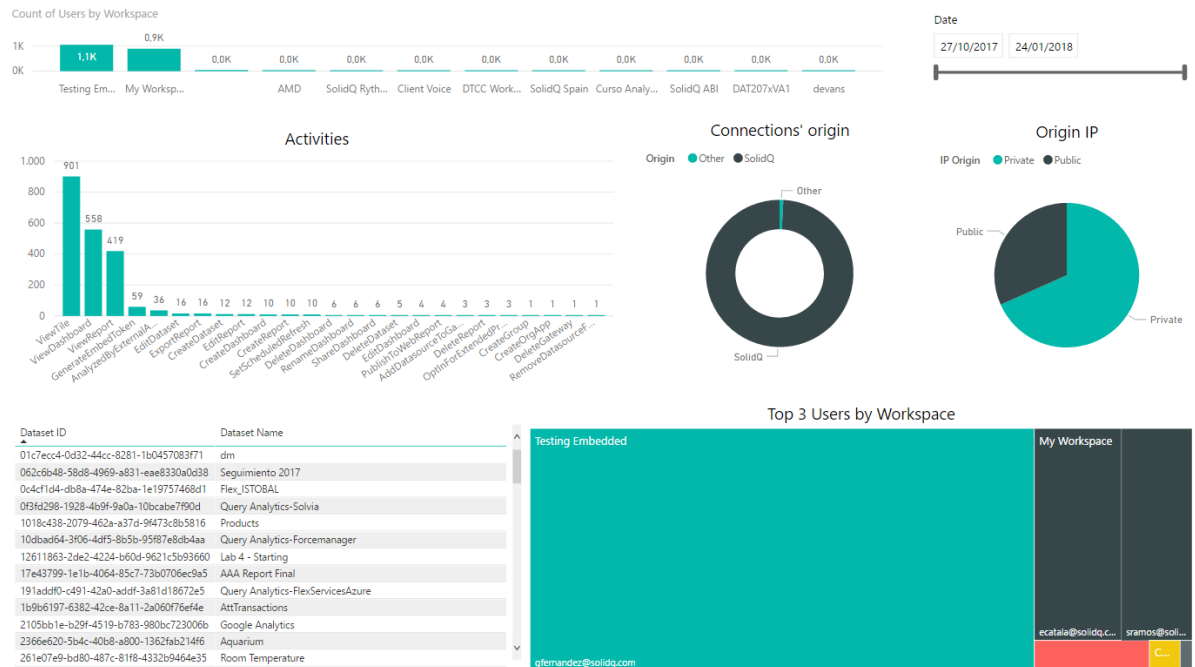 Count of Users by Workspace
Date
27/10/2017 24/01/2018
1K
0K
1,1K 0,9K 0,0K 0,0K 0,0K 0,0K 0,0K 0,0K 0,0K 0,0K 0,0K 0,0K
Testing Em... My Worksp... AMD SolidQ Ryth... Client Voice DTCC Work... SolidQ Spain Curso Analy... SolidQ ABI DAT207xVA1 devans
Activities
1.000
800
600
400
200
0
901 558 419 59 36 16 16 12 12 10 10 10 6 6 6 5 4 4 3 3 3 1 1 1 1
ViewTile
ViewDashboard
ViewReport
GenerateEmbedToken
AnalyzedByExternalA...
EditDataset
ExportReport
CreateDataset
EditReport
CreateDashboard
CreateReport
SetScheduledRefresh
DeleteDashboard
RenameDashboard
ShareDashboard
DeleteDataset
EditDashboard
PublishToWebReport
AddDatasourceToGa...
DeleteReport
OptInForExtendedPr...
CreateGroup
CreateOrgApp
DeleteGateway
RemoveDatasourceF...
Connections' origin
Origin Other SolidQ
Other
SolidQ
Origin IP
IP Origin Private Public
Public
Private
Dataset ID Dataset Name
01c7ecc4-0d32-44cc-8281-1b0457083f71 dm
062c6b48-58d8-4969-a831-eae8330a0d38 Seguimiento 2017
0c4cf1d4-db8a-474e-82ba-1e19757468d1 Flex_ISTOBAL
0f3fd298-1928-4b9f-9a0a-10bcabe7f90d Query Analytics-Solvia
1018c438-2079-462a-a37d-9f473c8b5816 Products
10dbad64-3f06-4df5-8b5b-95f87e8db4aa Query Analytics-Forcemanager
12611863-2de2-4224-b60d-9621c5b93660 Lab 4 - Starting
17e43799-1e1b-4064-85c7-73b0706ec9a5 AAA Report Final
191addf0-c491-42a0-addf-3a81d18672e5 Query Analytics-FlexServicesAzure
1b9b6197-6382-42ce-8a11-2a060f76ef4e AttTransactions
2105bb1e-b29f-4519-b783-980bc723006b Google Analytics
2366e620-5b4c-40b8-a800-1362fab214f6 Aquarium
261e07e9-bd80-487c-81f8-4332b9464e35 Room Temperature
Top 3 Users by Workspace
Testing Embedded
My Workspace
ecatala@solidq.c... sramos@soli...
C...
gfernandez@solidq.com